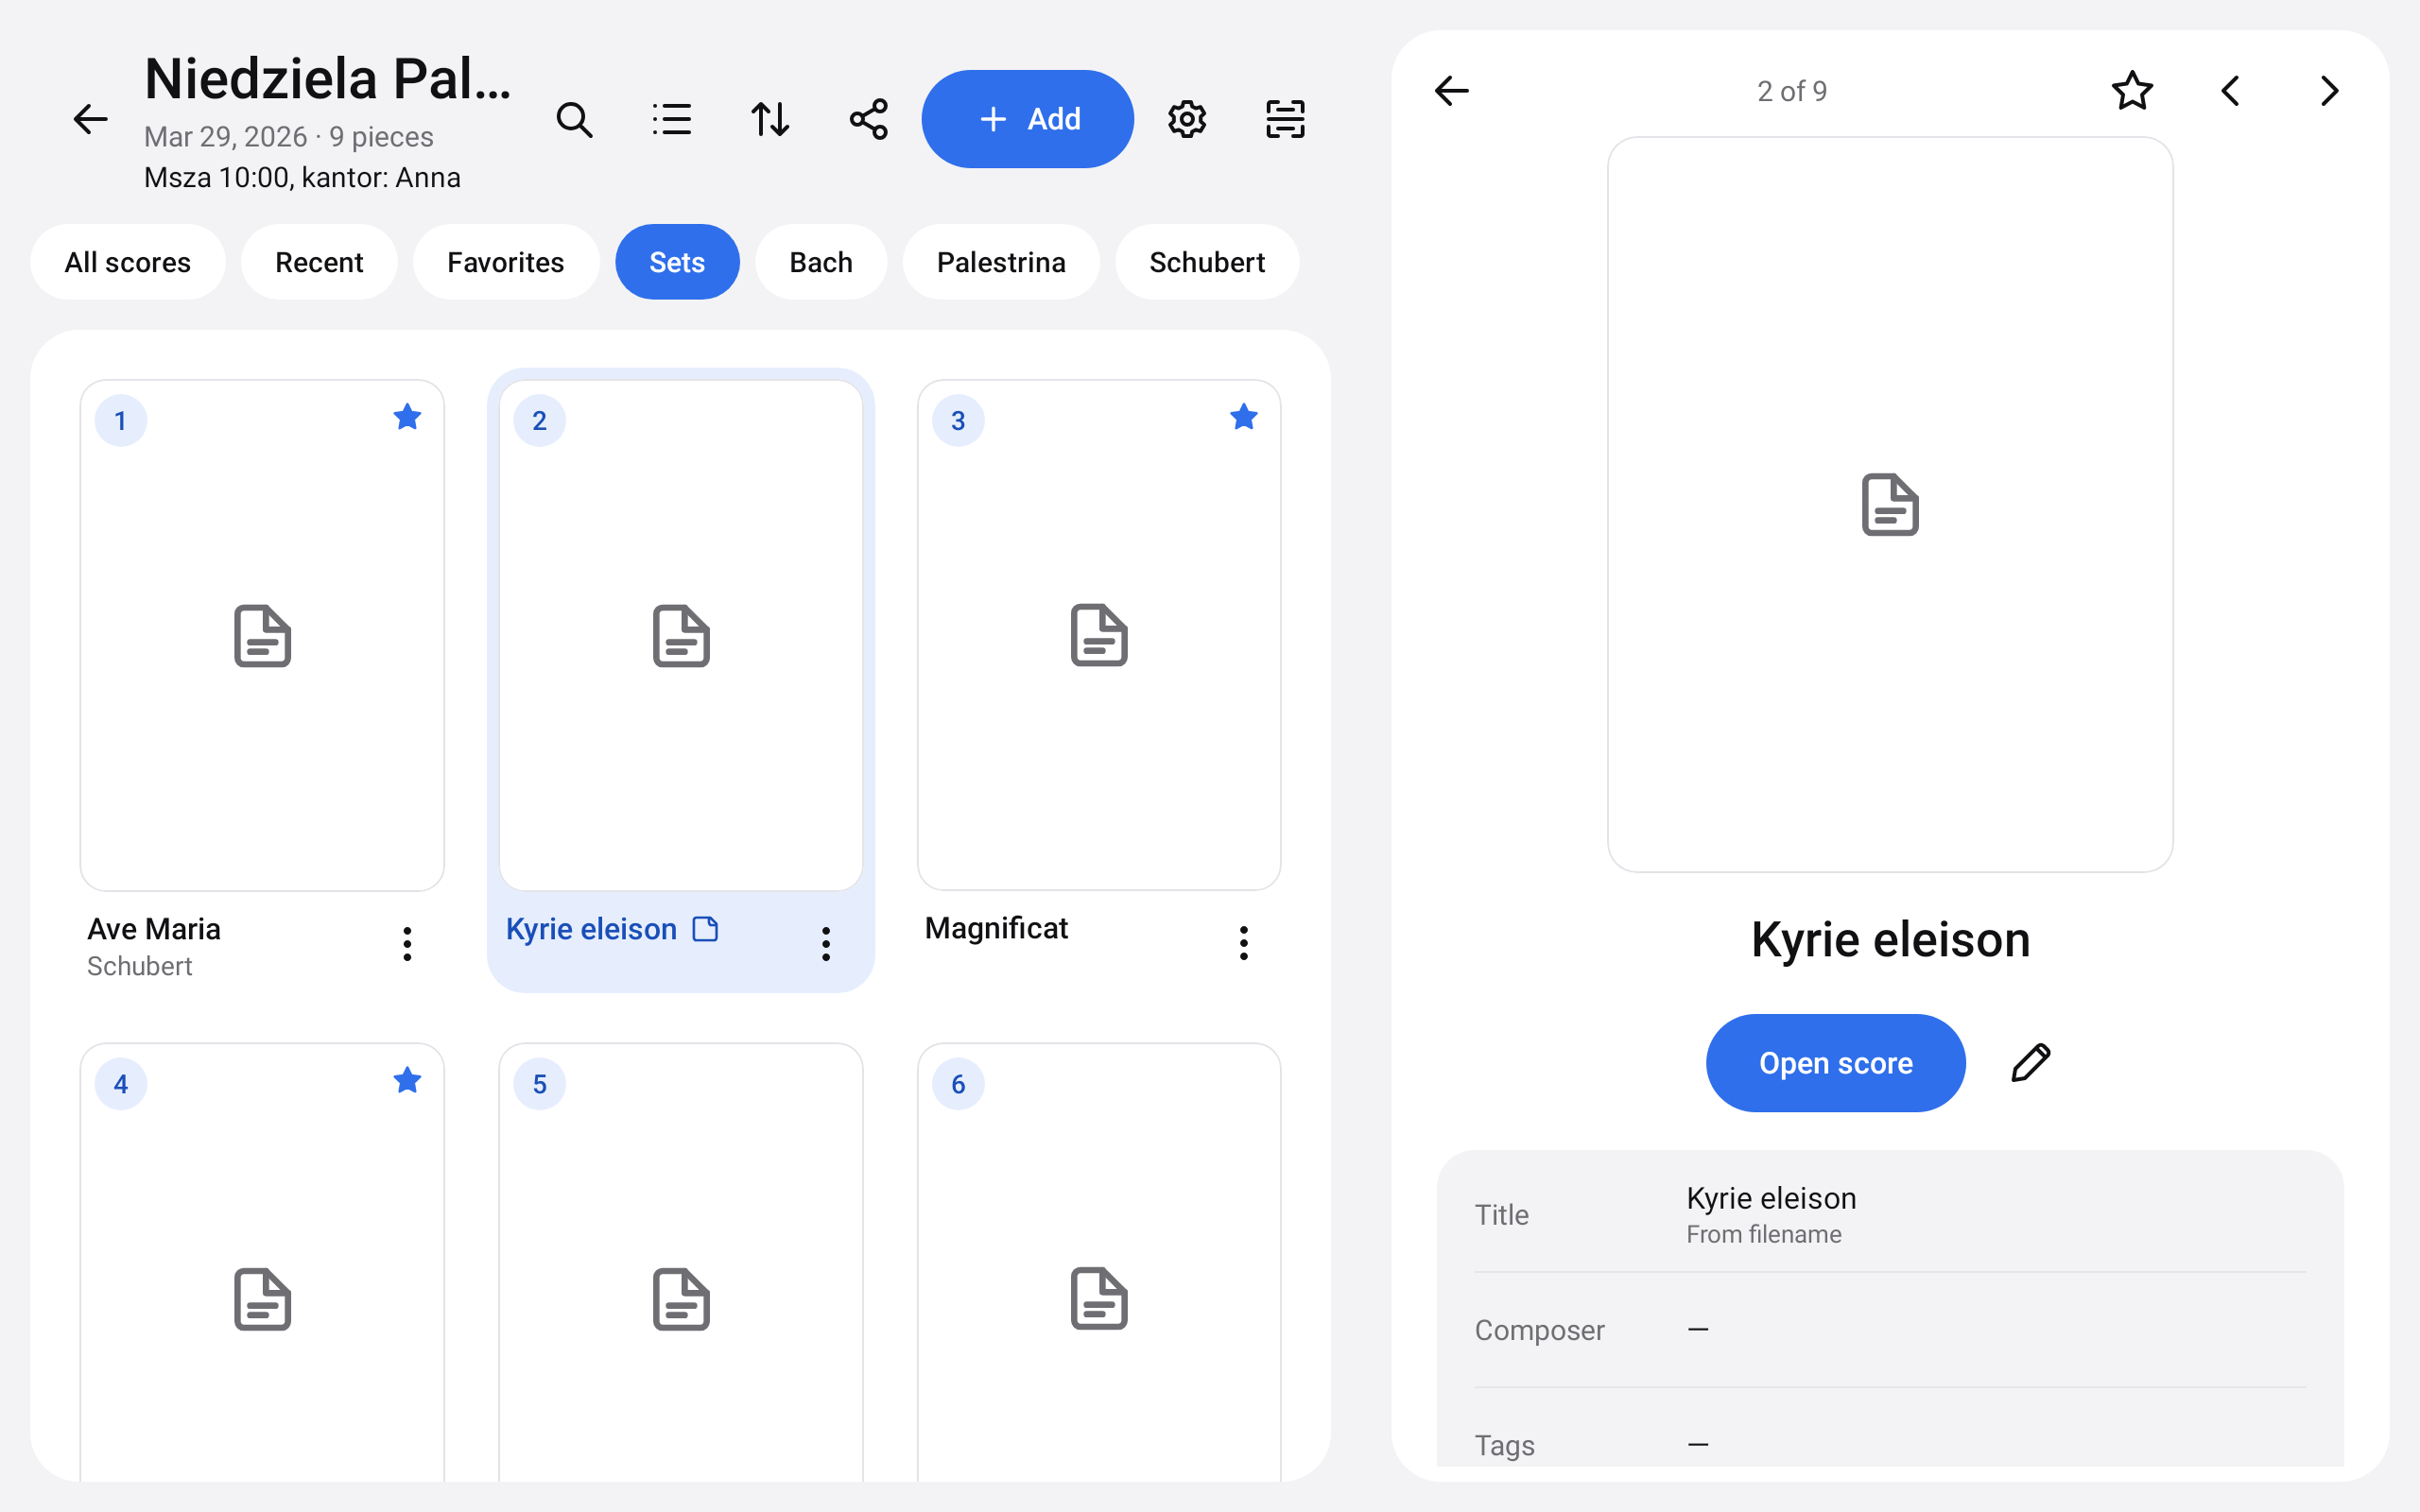 Niedziela Pal...
Mar 29, 2026 · 9 pieces
Msza 10:00, kantor: Anna
+ Add
All scores
Recent
Favorites
Sets
Bach
Palestrina
Schubert
1
2
3
Ave Maria
Schubert
Kyrie eleison
Magnificat
4
5
6
2 of 9
Kyrie eleison
Open score
Title
Kyrie eleison
From filename
Composer
—
Tags
—